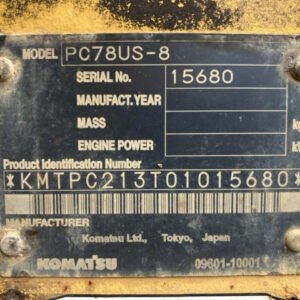 MODEL PC78US-8
SERIAL No. 15680
MANUFACT.YEAR
MASS
ENGINE POWER
Product Identification Number
*KMTPC213T01015680*
MANUFACTURER
Komatsu Ltd., Tokyo, Japan
KOMATSU 09601-10001